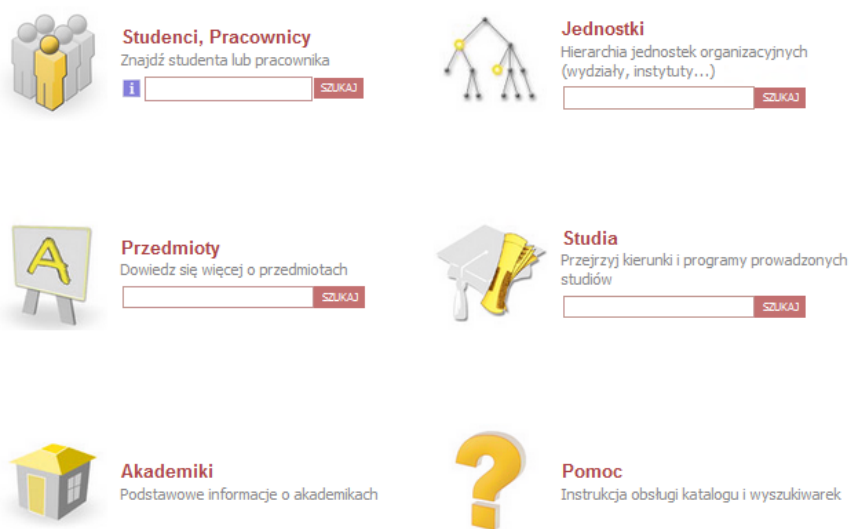 Studenci, Pracownicy
Znajdź studenta lub pracownika
i
SZUKAJ
Jednostki
Hierarchia jednostek organizacyjnych
(wydziały, instytuty...)
SZUKAJ
A
Przedmioty
Dowiedz się więcej o przedmiotach
SZUKAJ
Studia
Przejrzyj kierunki i programy prowadzonych
studiów
SZUKAJ
Akademiki
Podstawowe informacje o akademikach
?
Pomoc
Instrukcja obsługi katalogu i wyszukiwarek